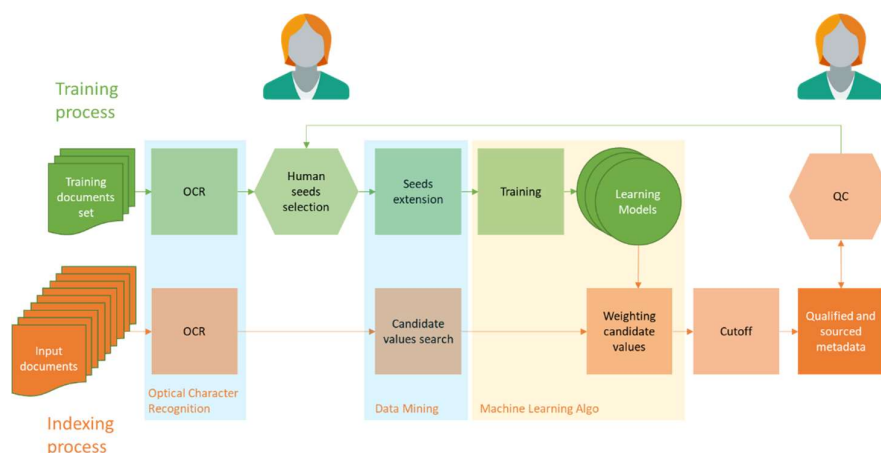 Training
process
Training
documents
set
OCR
Human
seeds
selection
Seeds
extension
Training
Learning
Models
QC
Input
documents
OCR
Candidate
values search
Weighting
candidate
values
Cutoff
Qualified and
sourced
metadata
Optical Character
Recognition
Data Mining
Machine Learning Algo
Indexing
process